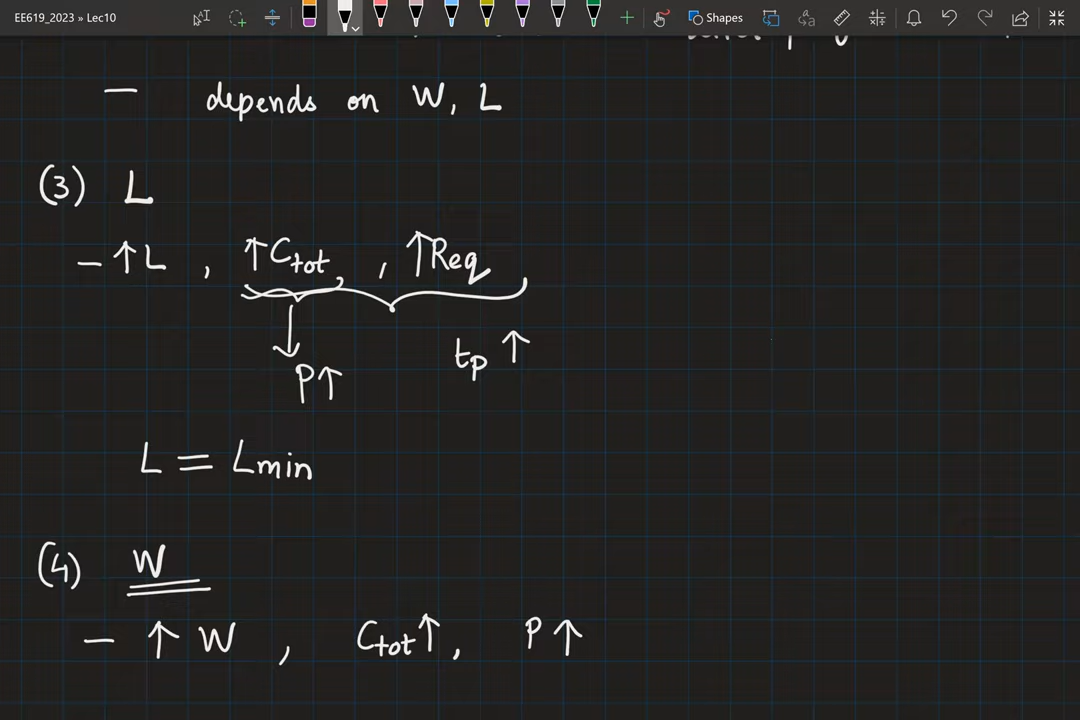 EE619_2023 » Lec10
Shapes
— depends on W, L
(3) L
- ↑L , ↑Ctot , ↑Req
P↑ tp ↑
L = Lmin
(4) W
- ↑ W , Ctot↑, P↑